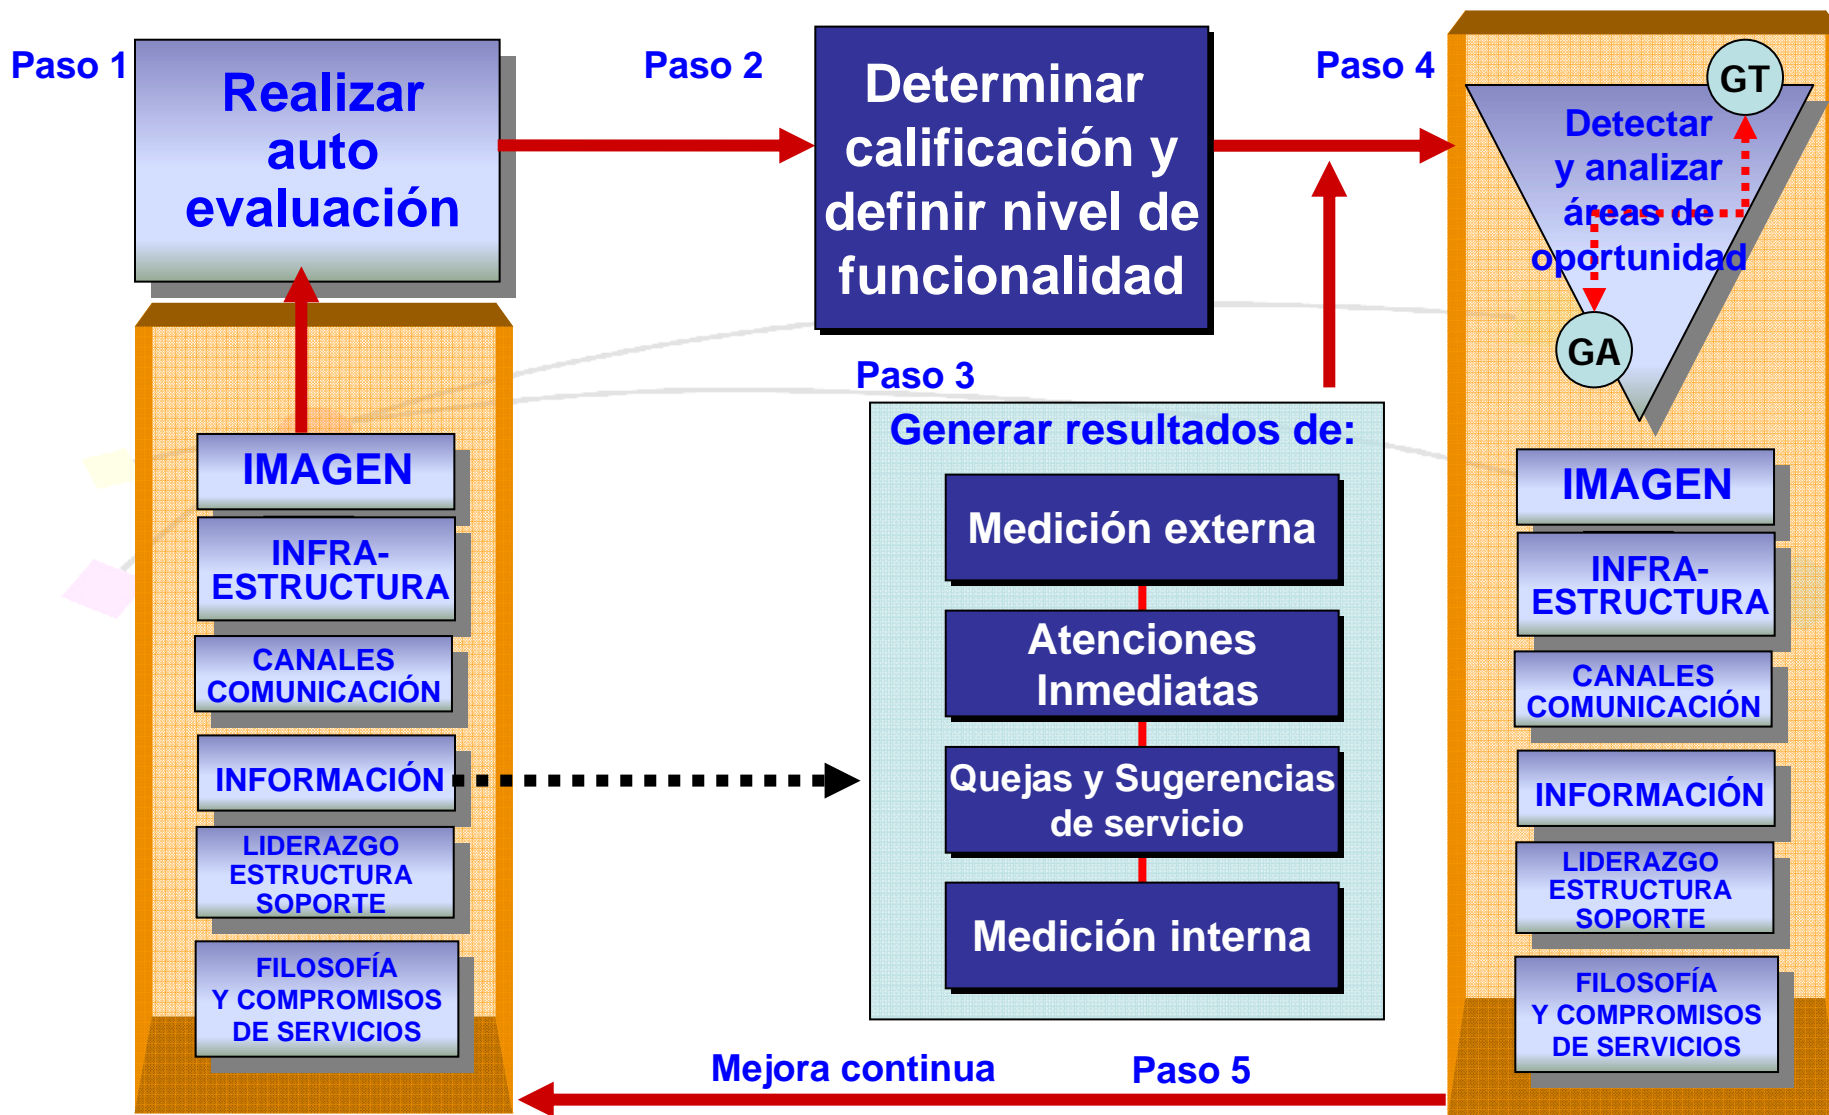 Paso 1
Realizar
auto
evaluación
Paso 2
Determinar
calificación y
definir nivel de
funcionalidad
Paso 4
GT
Detectar
y analizar
áreas de
oportunidad
GA
IMAGEN
INFRA-
ESTRUCTURA
CANALES
COMUNICACIÓN
INFORMACIÓN
LIDERAZGO
ESTRUCTURA
SOPORTE
FILOSOFÍA
Y COMPROMISOS
DE SERVICIOS
Paso 3
Generar resultados de:
Medición externa
Atenciones
Inmediatas
Quejas y Sugerencias
de servicio
Medición interna
IMAGEN
INFRA-
ESTRUCTURA
CANALES
COMUNICACIÓN
INFORMACIÓN
LIDERAZGO
ESTRUCTURA
SOPORTE
FILOSOFÍA
Y COMPROMISOS
DE SERVICIOS
Mejora continua
Paso 5